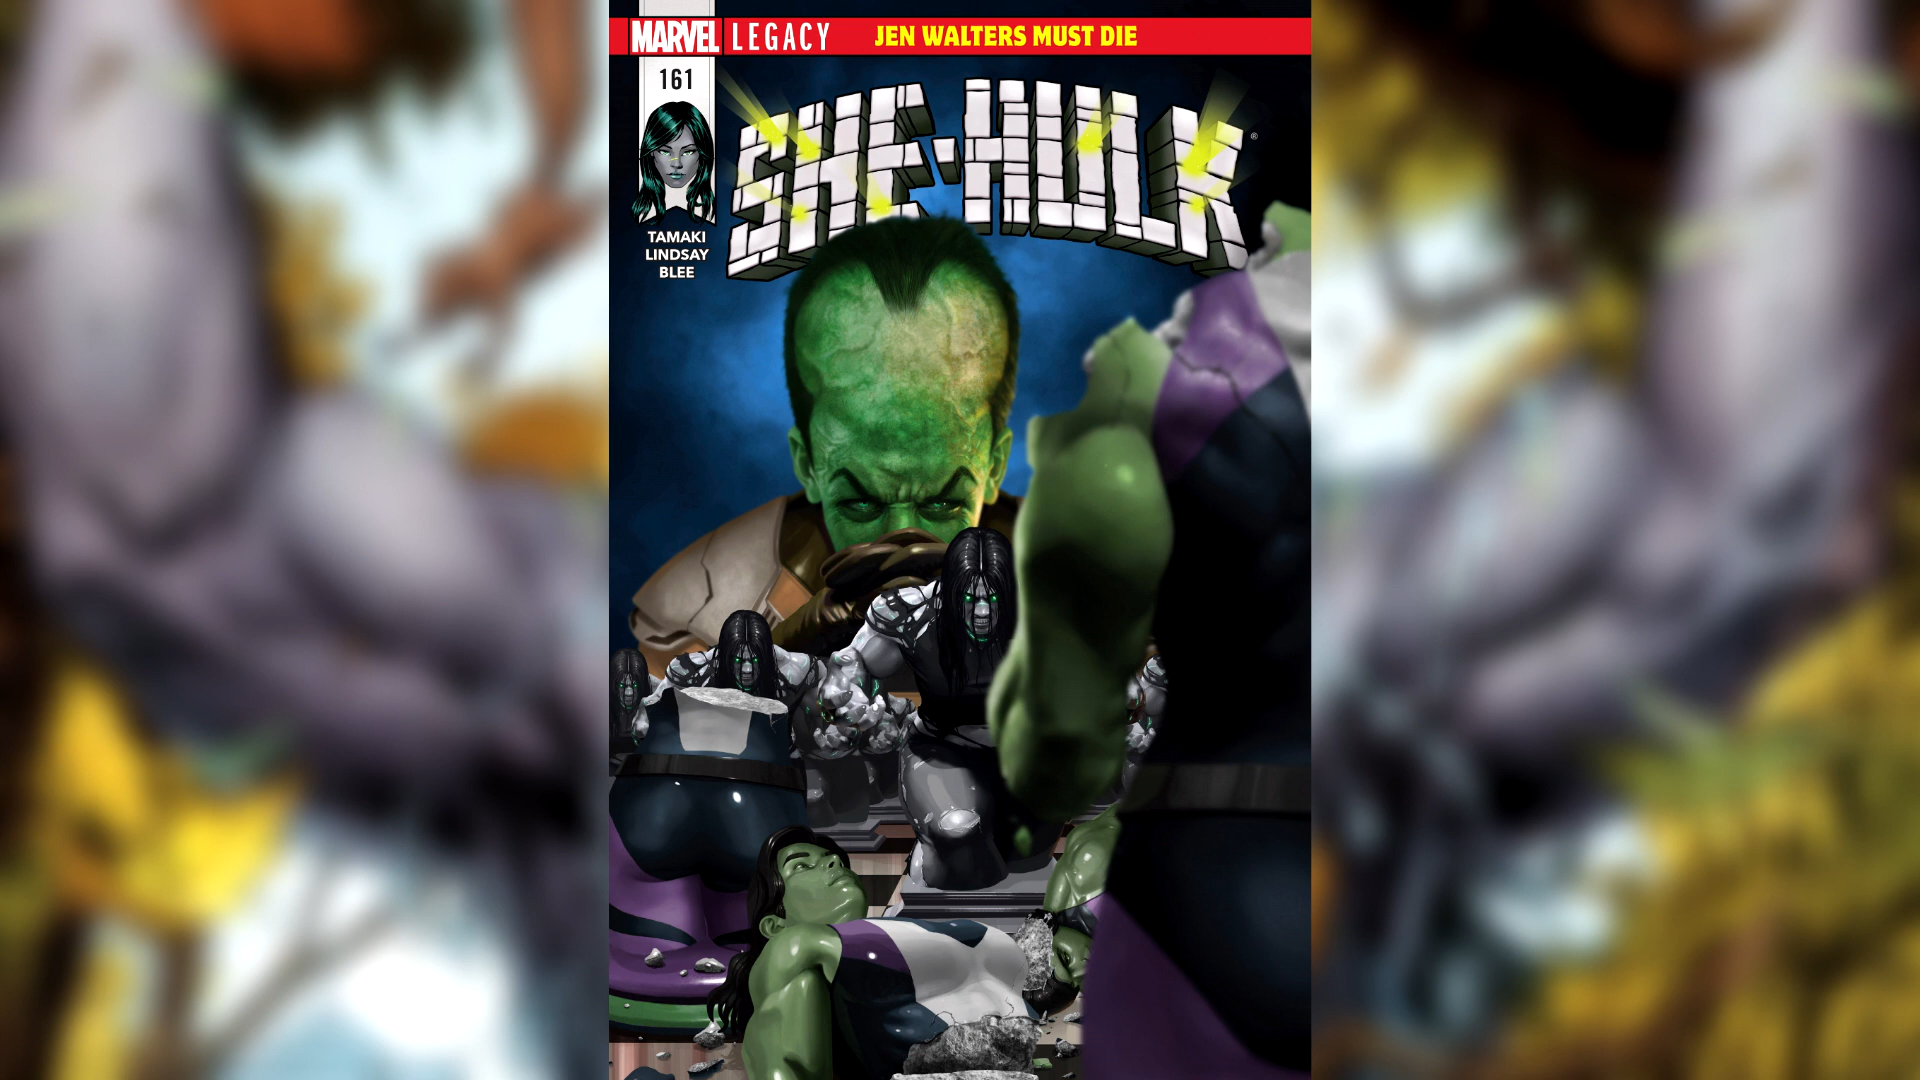 MARVEL LEGACY JEN WALTERS MUST DIE
161
SHE-HULK ®
TAMAKI
LINDSAY
BLEE